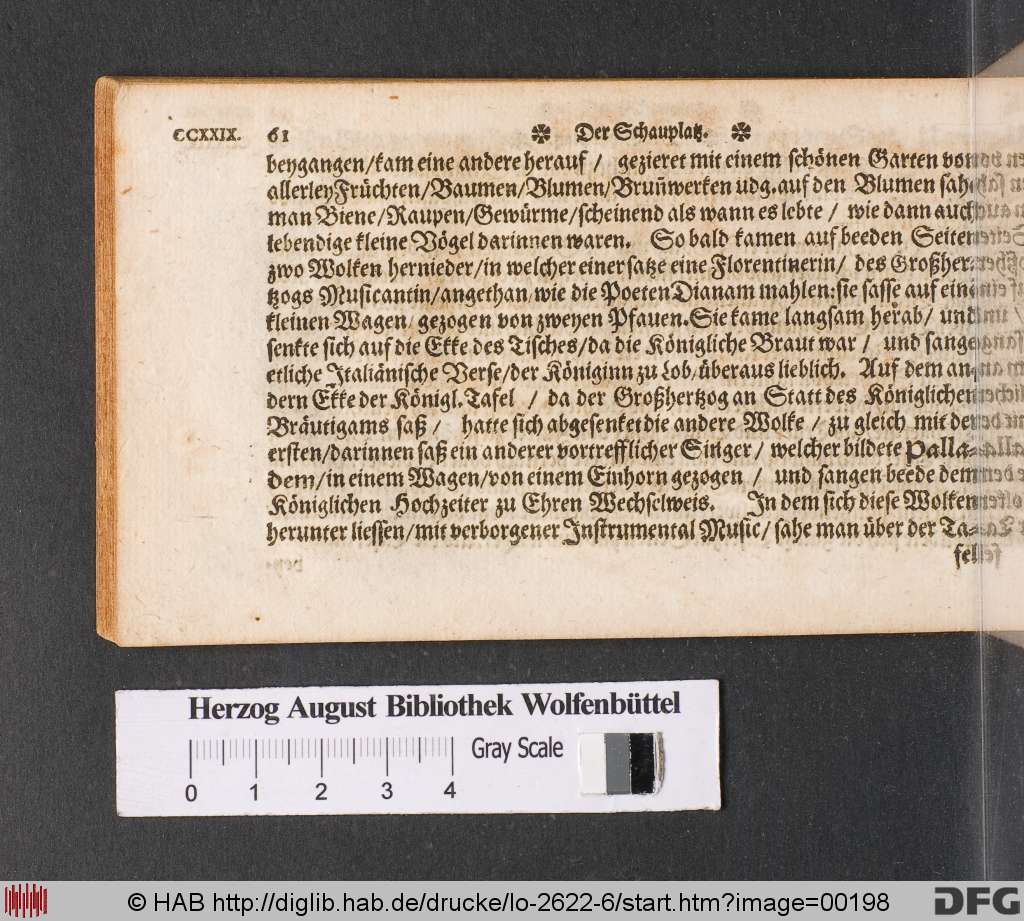 CCXXIX. 61 ✽ Der Schauplatz. ✽
beygangen/kam eine andere herauf / gezieret mit einem schönen Garten von
allerley Früchten/Baumen/Blumen/Bruñwerken udg. auf den Blumen sahe
man Biene/Raupen/Gewürme/scheinend als wann es lebte / wie dann auch
lebendige kleine Vögel darinnen waren. So bald kamen auf beeden Seiten
zwo Wolken hernieder/in welcher einer satze eine Florentinerin/ des Großher-
tzogs Musicantin/angethan/wie die Poeten Dianam mahlen: sie sasse auf einē
kleinen Wagen/gezogen von zweyen Pfauen. Sie kame langsam herab/ und
senkte sich auf die Ekke des Tisches/da die Königliche Braut war / und sange
etliche Italiänische Verse/der Königinn zu Lob/überaus lieblich. Auf dem an-
dern Ekke der Königl. Tafel / da der Großhertzog an Statt des Königlichen
Bräutigams saß / hatte sich abgesenket die andere Wolke / zu gleich mit der
ersten/darinnen saß ein anderer vortrefflicher Singer / welcher bildete Palla-
dem/in einem Wagen/von einem Einhorn gezogen / und sangen beede dem
Königlichen Hochzeiter zu Ehren Wechselweis. In dem sich diese Wolken
herunter liessen/mit verborgener Instrumental Music/ sahe man über der Ta-
fel
Herzog August Bibliothek Wolfenbüttel
Gray Scale
0 1 2 3 4
© HAB http://diglib.hab.de/drucke/lo-2622-6/start.htm?image=00198
DFG